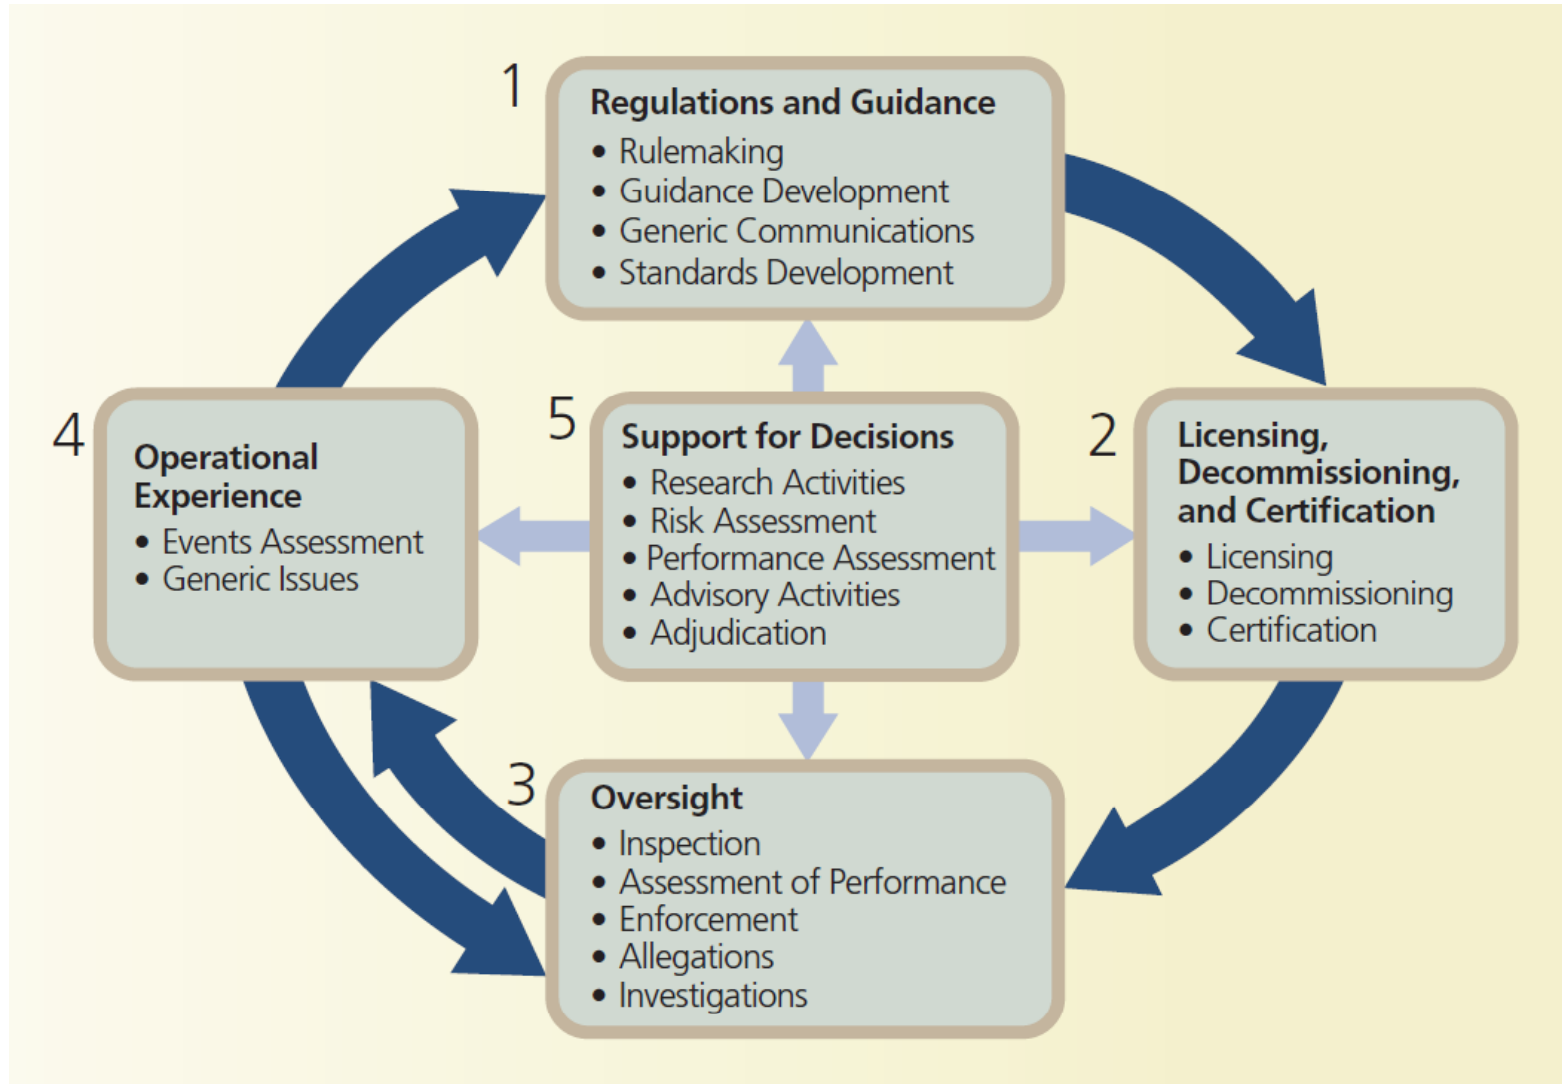 1
Regulations and Guidance
• Rulemaking
• Guidance Development
• Generic Communications
• Standards Development
4
Operational
Experience
• Events Assessment
• Generic Issues
5
Support for Decisions
• Research Activities
• Risk Assessment
• Performance Assessment
• Advisory Activities
• Adjudication
2
Licensing,
Decommissioning,
and Certification
• Licensing
• Decommissioning
• Certification
3
Oversight
• Inspection
• Assessment of Performance
• Enforcement
• Allegations
• Investigations